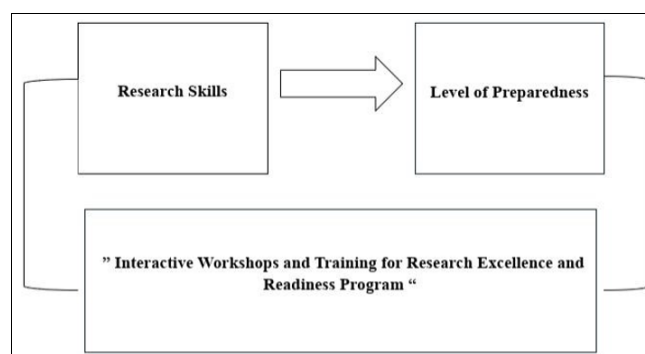 Research Skills
Level of Preparedness
” Interactive Workshops and Training for Research Excellence and
Readiness Program “